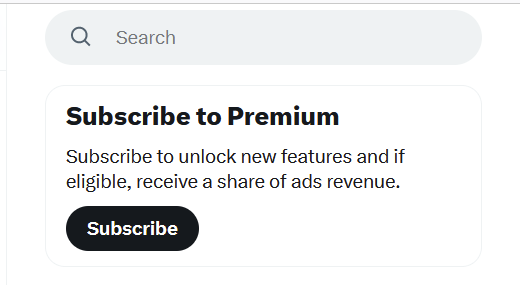 Search
Subscribe to Premium
Subscribe to unlock new features and if
eligible, receive a share of ads revenue.
Subscribe